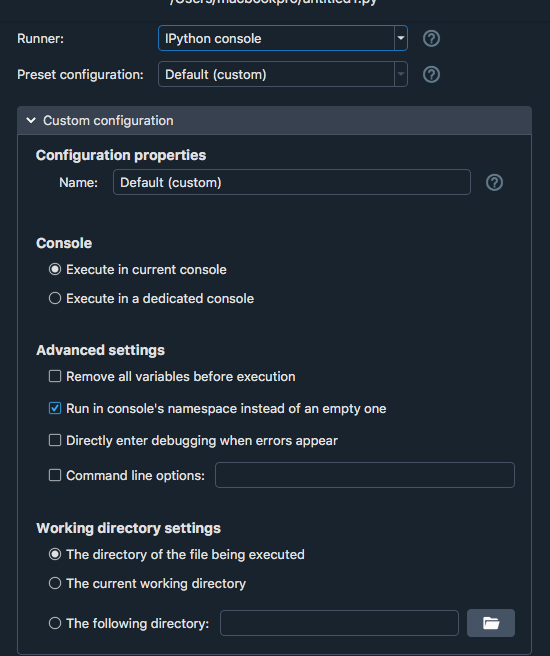 /Users/macbookpro/untitled1.py
Runner: IPython console
Preset configuration: Default (custom)
Custom configuration
Configuration properties
Name: Default (custom)
Console
Execute in current console
Execute in a dedicated console
Advanced settings
Remove all variables before execution
Run in console's namespace instead of an empty one
Directly enter debugging when errors appear
Command line options:
Working directory settings
The directory of the file being executed
The current working directory
The following directory: